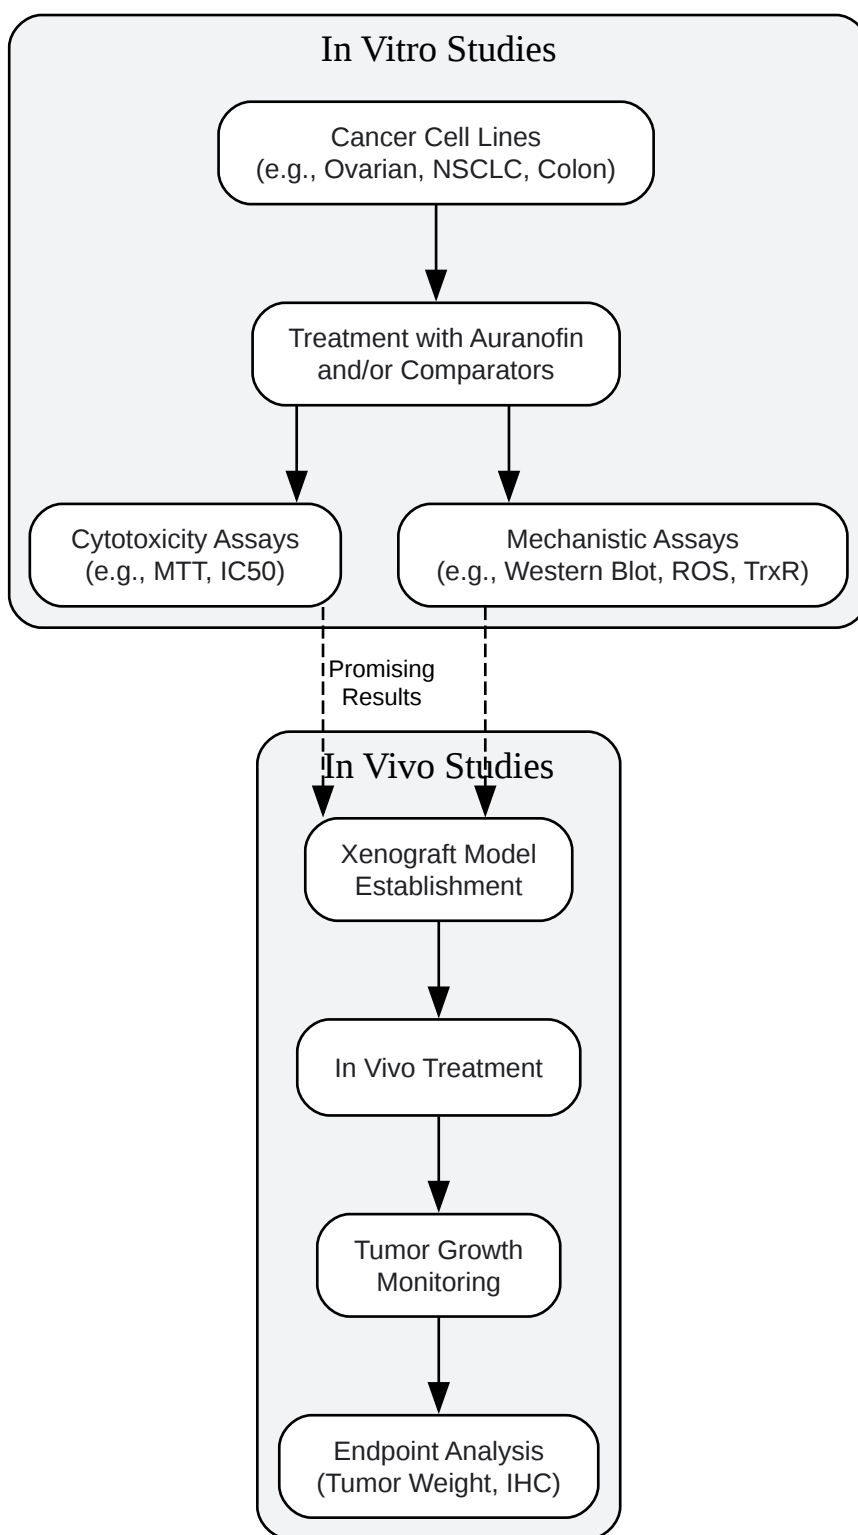 In Vitro Studies
Cancer Cell Lines
(e.g., Ovarian, NSCLC, Colon)
Treatment with Auranofin
and/or Comparators
Cytotoxicity Assays
(e.g., MTT, IC50)
Mechanistic Assays
(e.g., Western Blot, ROS, TrxR)
Promising
Results
In Vivo Studies
Xenograft Model
Establishment
In Vivo Treatment
Tumor Growth
Monitoring
Endpoint Analysis
(Tumor Weight, IHC)